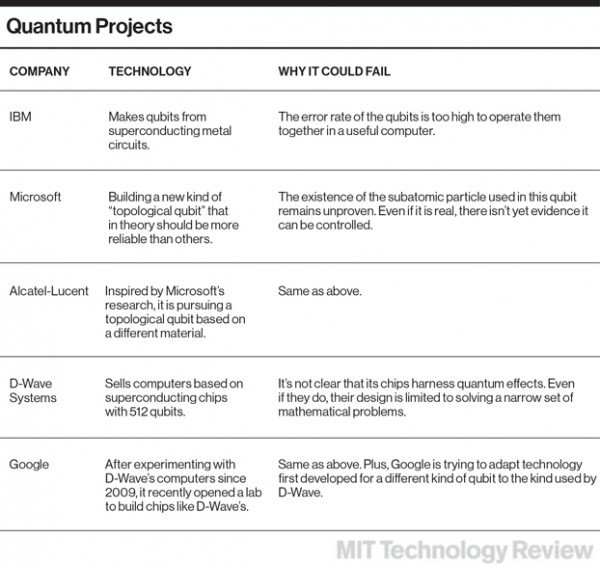 Quantum Projects
COMPANY TECHNOLOGY WHY IT COULD FAIL
IBM Makes qubits from The error rate of the qubits is too high to operate them
superconducting metal together in a useful computer.
circuits.
Microsoft Building a new kind of The existence of the subatomic particle used in this qubit
“topological qubit” that remains unproven. Even if it is real, there isn’t yet evidence it
in theory should be more can be controlled.
reliable than others.
Alcatel-Lucent Inspired by Microsoft’s Same as above.
research, it is pursuing a
topological qubit based on
a different material.
D-Wave Sells computers based on It’s not clear that its chips harness quantum effects. Even
Systems superconducting chips if they do, their design is limited to solving a narrow set of
with 512 qubits. mathematical problems.
Google After experimenting with Same as above. Plus, Google is trying to adapt technology
D-Wave’s computers since first developed for a different kind of qubit to the kind used by
2009, it recently opened a lab D-Wave.
to build chips like D-Wave’s.
MIT Technology Review